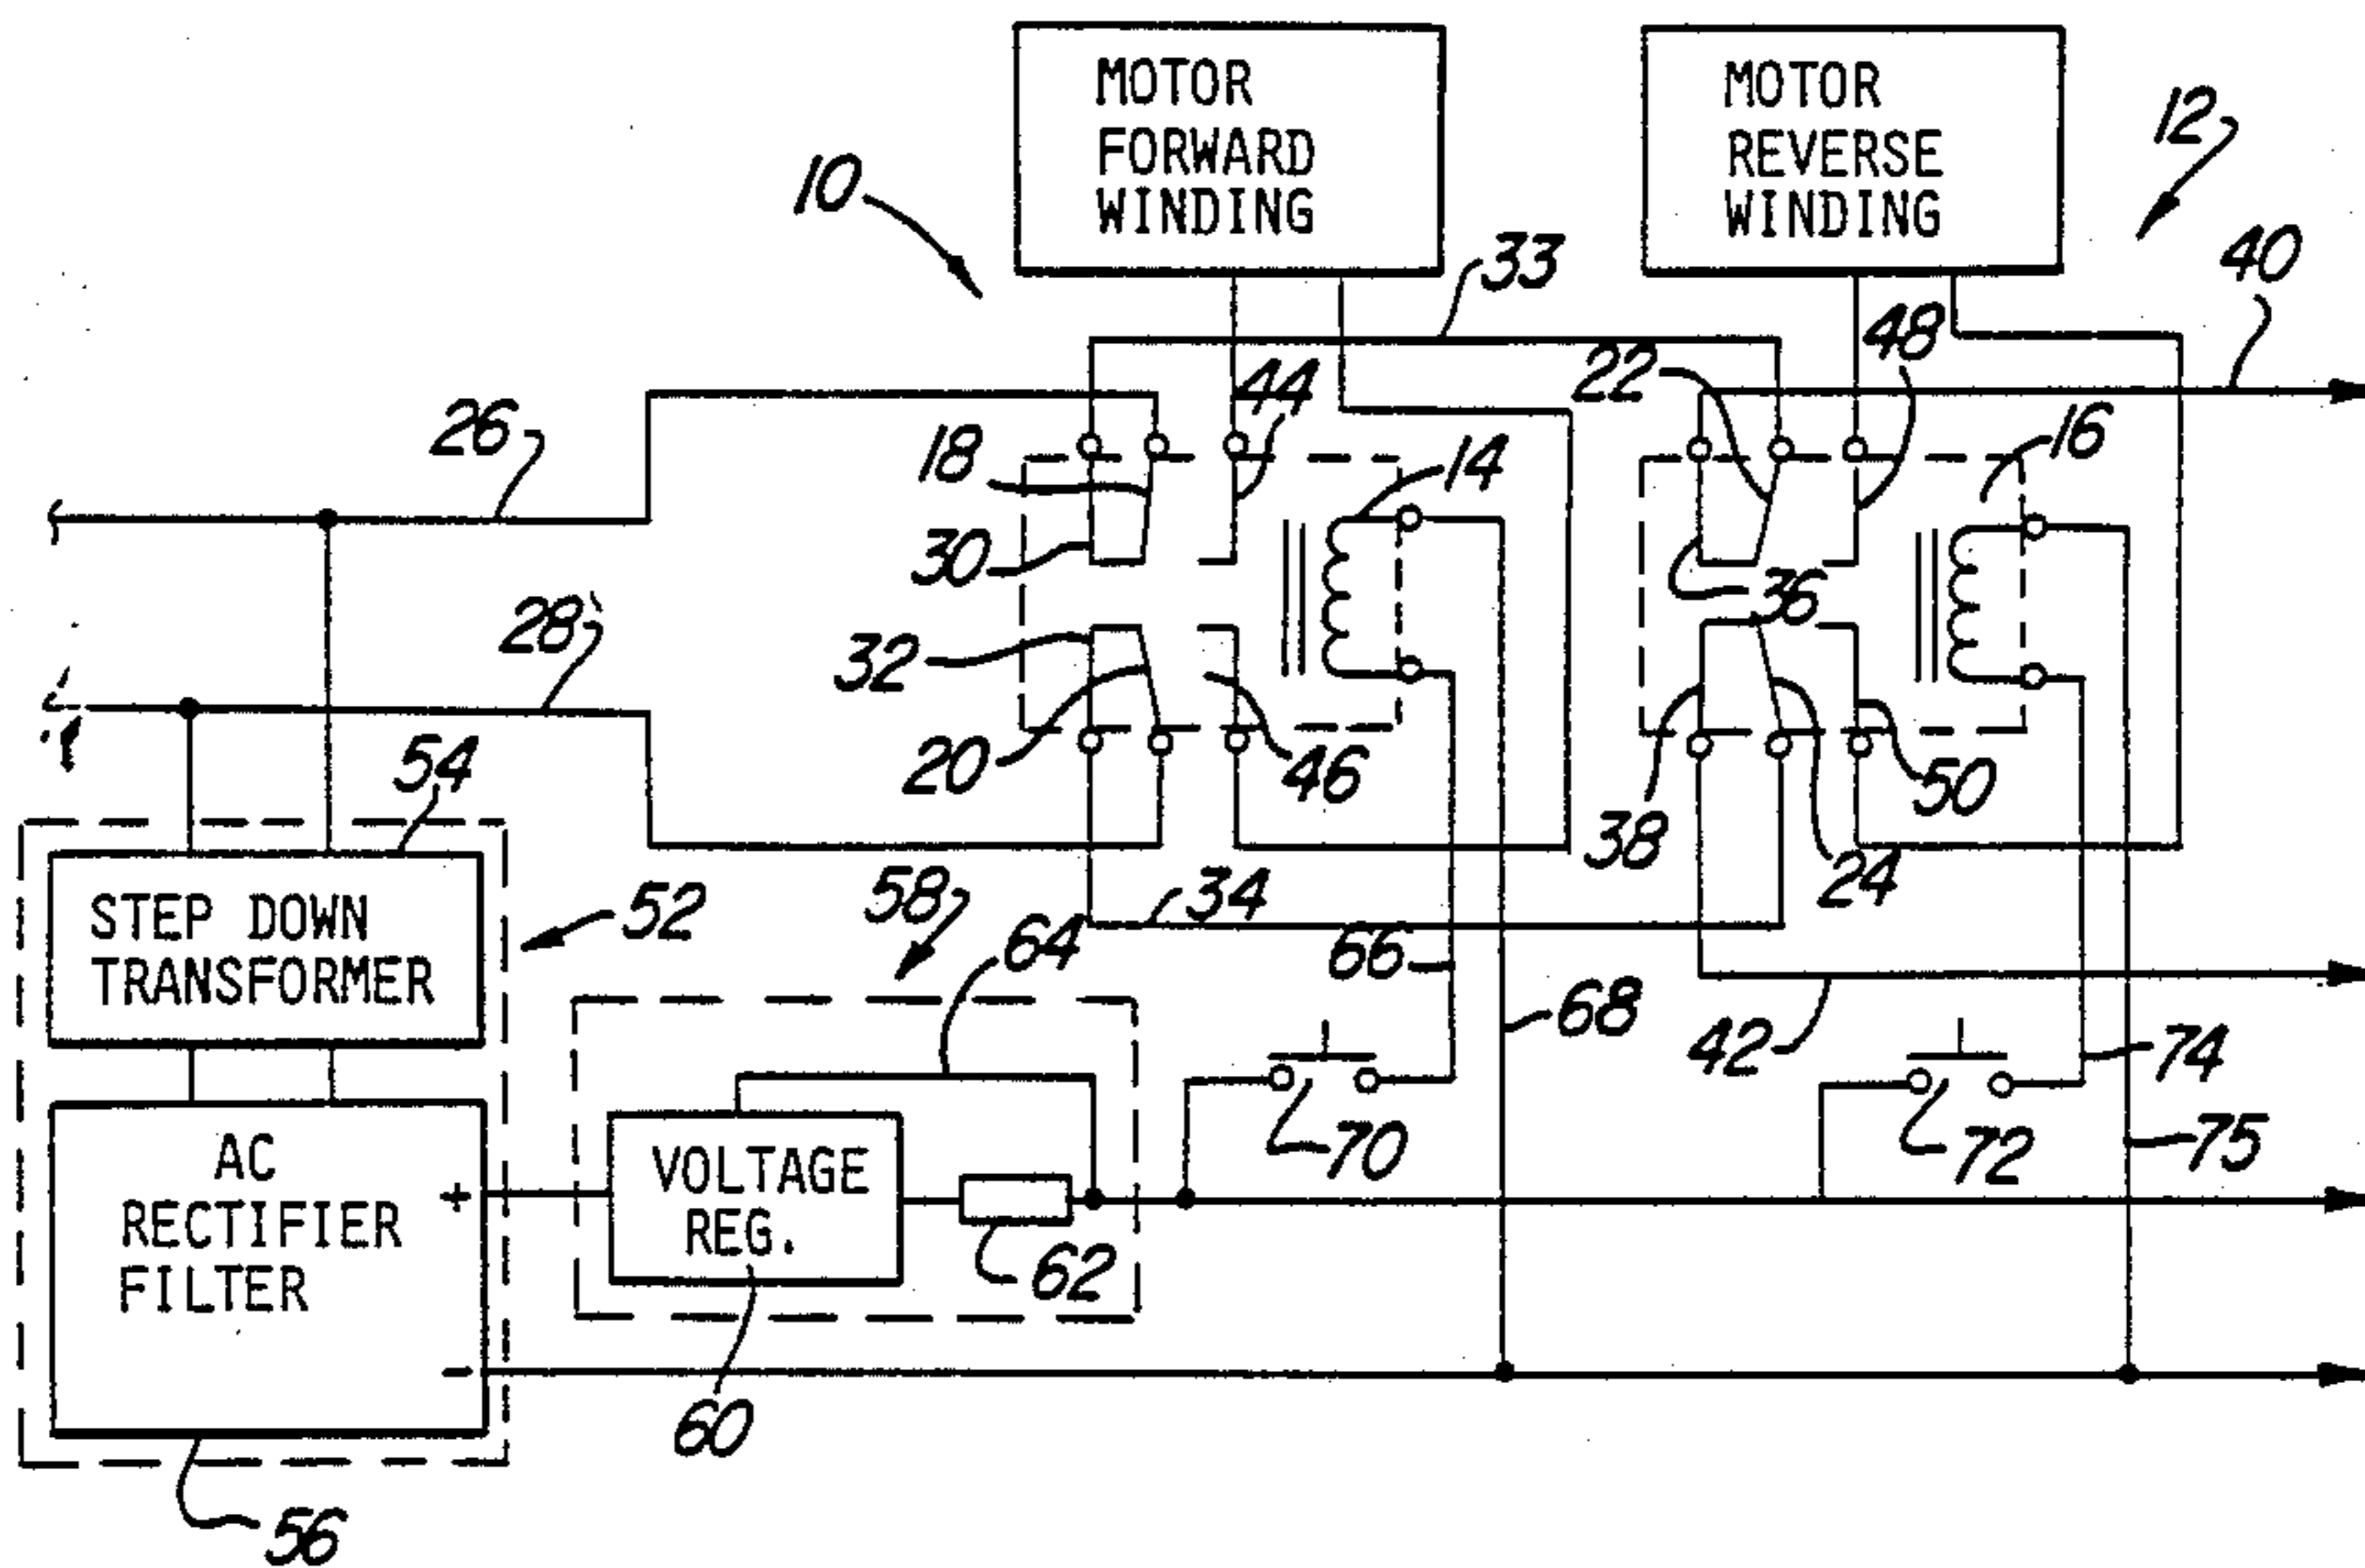 MOTOR
FORWARD
WINDING
MOTOR
REVERSE
WINDING
12
10
33
40
22
48
44
26
18
14
16
30
36
28
32
20
46
38
24
50
54
STEP DOWN
TRANSFORMER
52
58
64
34
66
68
42
74
70
72
75
AC
RECTIFIER
FILTER
+
-
VOLTAGE
REG.
62
60
56